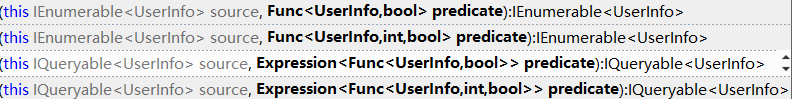 (this IEnumerable<UserInfo> source, Func<UserInfo,bool> predicate):IEnumerable<UserInfo>
(this IEnumerable<UserInfo> source, Func<UserInfo,int,bool> predicate):IEnumerable<UserInfo>
(this IQueryable<UserInfo> source, Expression<Func<UserInfo,bool>> predicate):IQueryable<UserInfo>
(this IQueryable<UserInfo> source, Expression<Func<UserInfo,int,bool>> predicate):IQueryable<UserInfo>